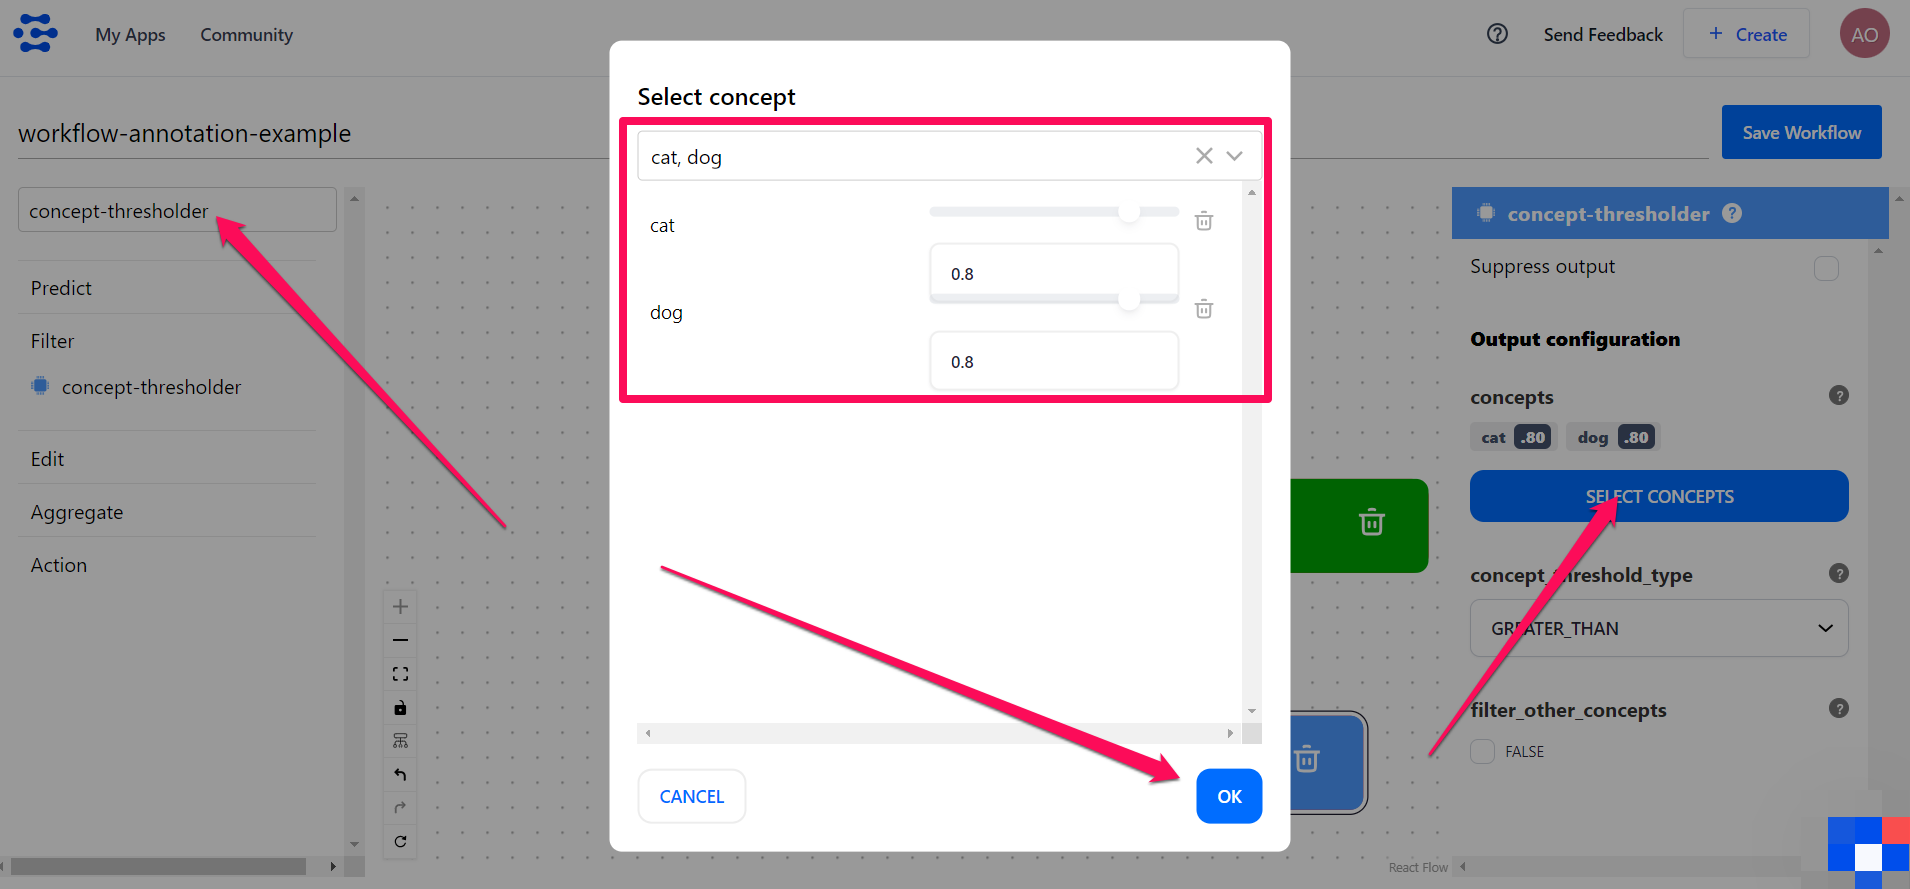 My Apps
Community
Send Feedback
+ Create
AO
workflow-annotation-example
Save Workflow
concept-thresholder
Predict
Filter
concept-thresholder
Edit
Aggregate
Action
Select concept
cat, dog
cat
0.8
dog
0.8
CANCEL
OK
concept-thresholder
Suppress output
Output configuration
concepts
cat .80 dog .80
SELECT CONCEPTS
concept_threshold_type
GREATER_THAN
filter_other_concepts
FALSE
React Flow